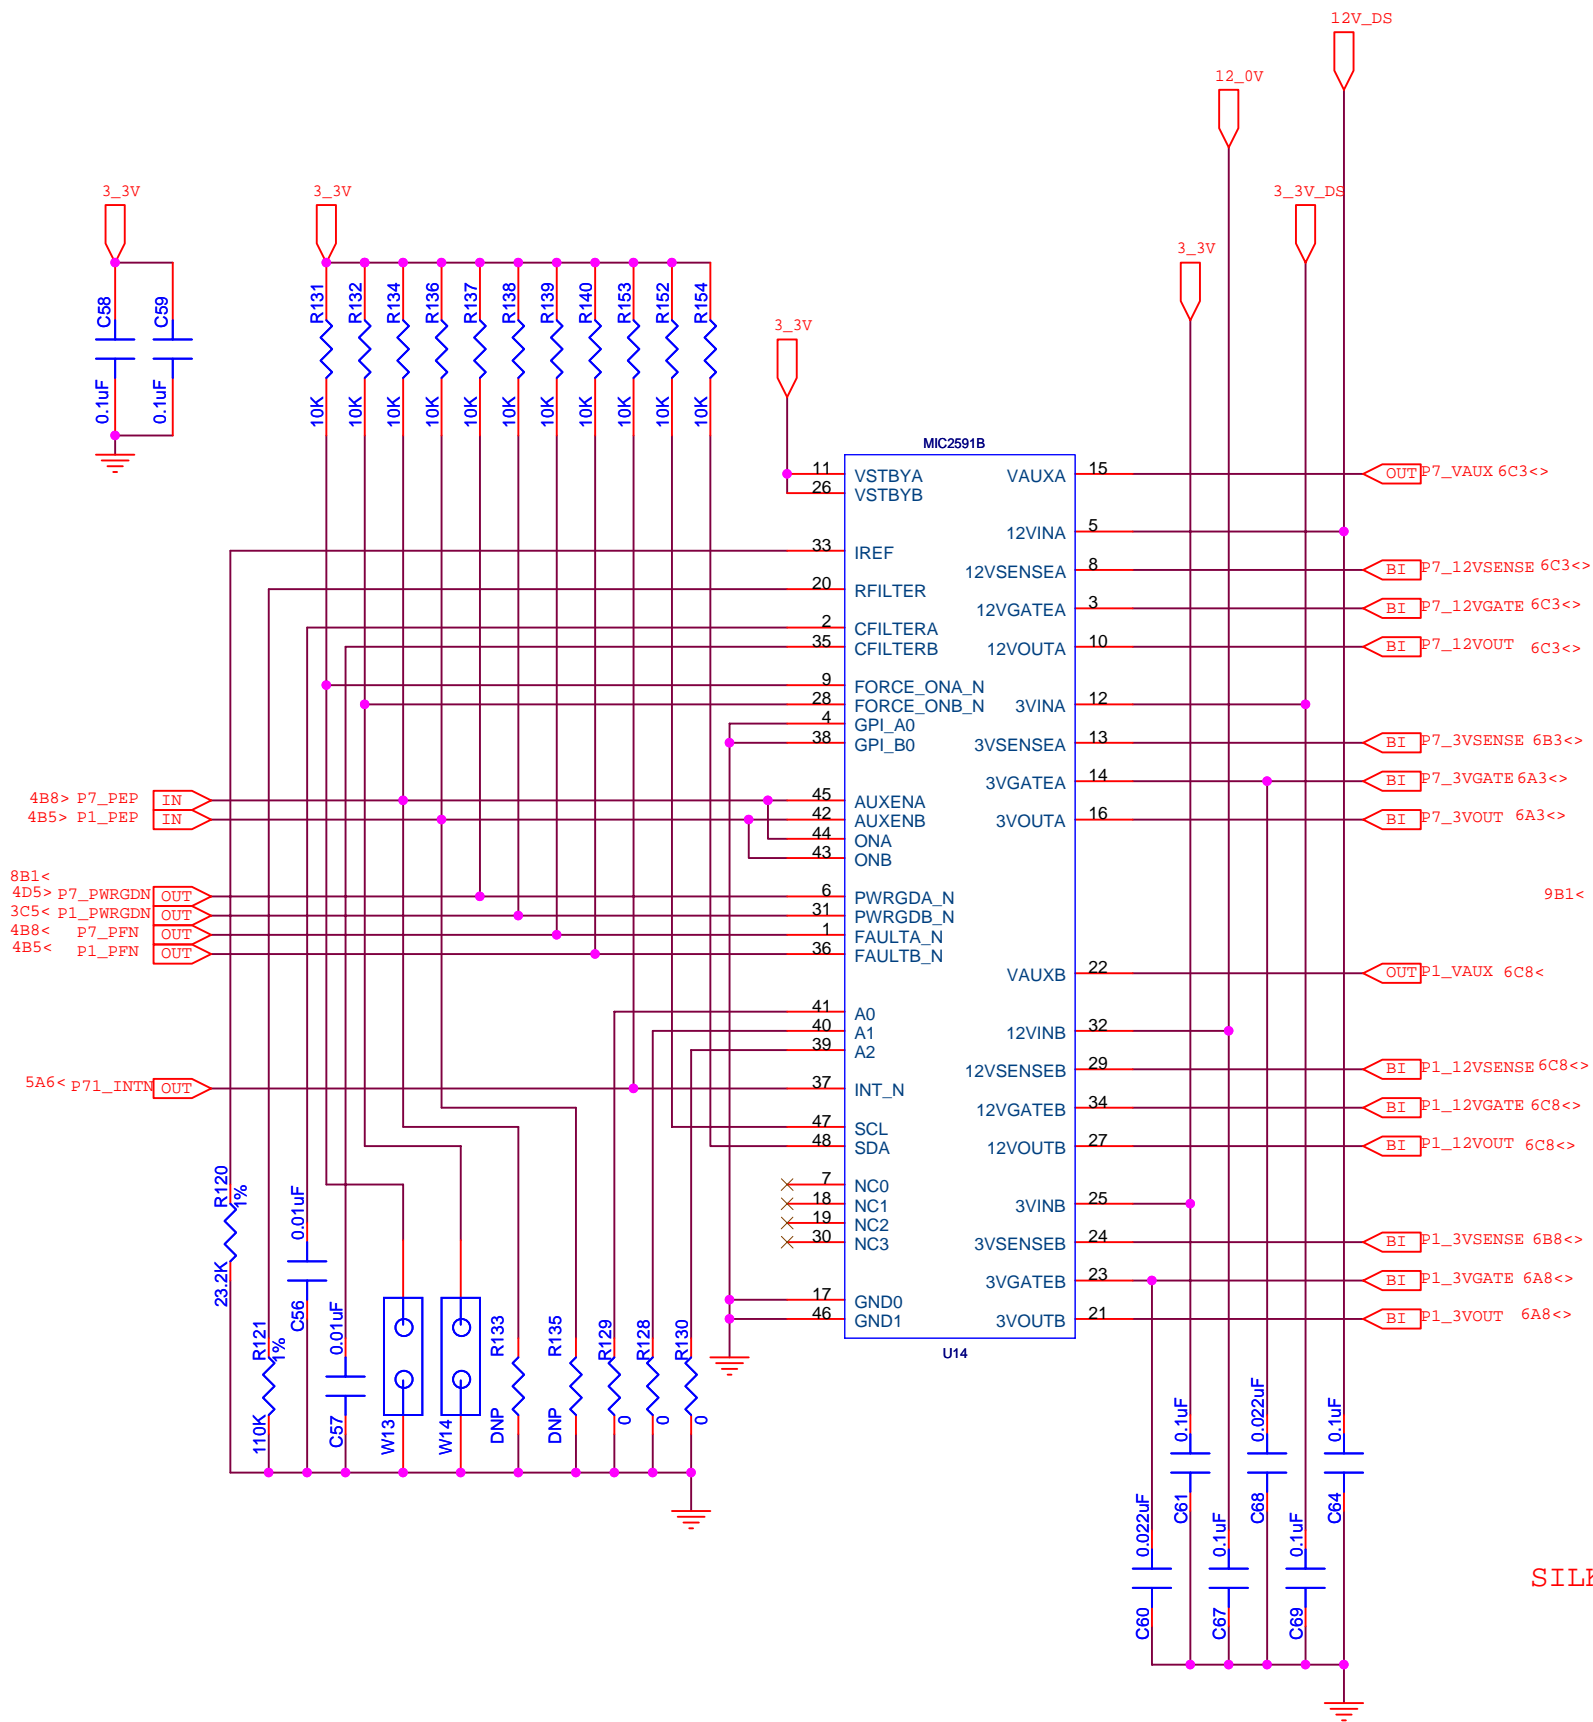 12V_DS
12_0V
3_3V
3_3V
3_3V_DS
3_3V
3_3V
C58
0.1uF
C59
0.1uF
R131
10K
R132
10K
R134
10K
R136
10K
R137
10K
R138
10K
R139
10K
R140
10K
R153
10K
R152
10K
R154
10K
MIC2591B
11 VSTBYA
26 VSTBYB
33 IREF
20 RFILTER
2 CFILTERA
35 CFILTERB
9 FORCE_ONA_N
28 FORCE_ONB_N
4 GPI_A0
38 GPI_B0
4B8> P7_PEP IN 45 AUXENA
4B5> P1_PEP IN 42 AUXENB
44 ONA
43 ONB
8B1<
4D5> P7_PWRGDN OUT 6 PWRGDA_N
3C5< P1_PWRGDN OUT 31 PWRGDB_N
4B8< P7_PFN OUT 1 FAULTA_N
4B5< P1_PFN OUT 36 FAULTB_N
41 A0
40 A1
39 A2
5A6< P71_INTN OUT 37 INT_N
47 SCL
48 SDA
7 NC0
18 NC1
19 NC2
30 NC3
17 GND0
46 GND1
U14
VAUXA 15 OUT P7_VAUX 6C3<>
12VINA 5
12VSENSEA 8 BI P7_12VSENSE 6C3<>
12VGATEA 3 BI P7_12VGATE 6C3<>
12VOUTA 10 BI P7_12VOUT 6C3<>
3VINA 12
3VSENSEA 13 BI P7_3VSENSE 6B3<>
3VGATEA 14 BI P7_3VGATE 6A3<>
3VOUTA 16 BI P7_3VOUT 6A3<>
9B1<
VAUXB 22 OUT P1_VAUX 6C8<
12VINB 32
12VSENSEB 29 BI P1_12VSENSE 6C8<>
12VGATEB 34 BI P1_12VGATE 6C8<>
12VOUTB 27 BI P1_12VOUT 6C8<>
3VINB 25
3VSENSEB 24 BI P1_3VSENSE 6B8<>
3VGATEB 23 BI P1_3VGATE 6A8<>
3VOUTB 21 BI P1_3VOUT 6A8<>
R120
1%
23.2K
R121
1%
110K
0.01uF
C56
0.01uF
C57
W13
W14
R133
DNP
R135
DNP
R129
0
R128
0
R130
0
0.022uF
C60
0.1uF
C61
0.1uF
C67
0.022uF
C68
0.1uF
C69
0.1uF
C64